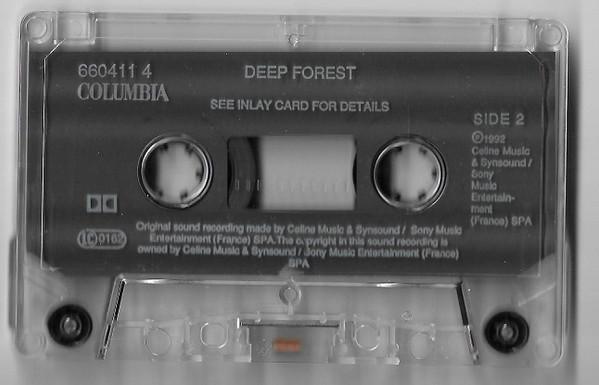 660411 4
DEEP FOREST
COLUMBIA
SEE INLAY CARD FOR DETAILS
SIDE 2
℗1992
Celine Music
& Synsound /
Sony
Music
Entertain-
ment
(France) SPA
Original sound recording made by Celine Music & Synsound / Sony Music
Entertainment (France) SPA.The copyright in this sound recording is
owned by Celine Music & Synsound / Sony Music Entertainment (France)
SPA
LC 0162